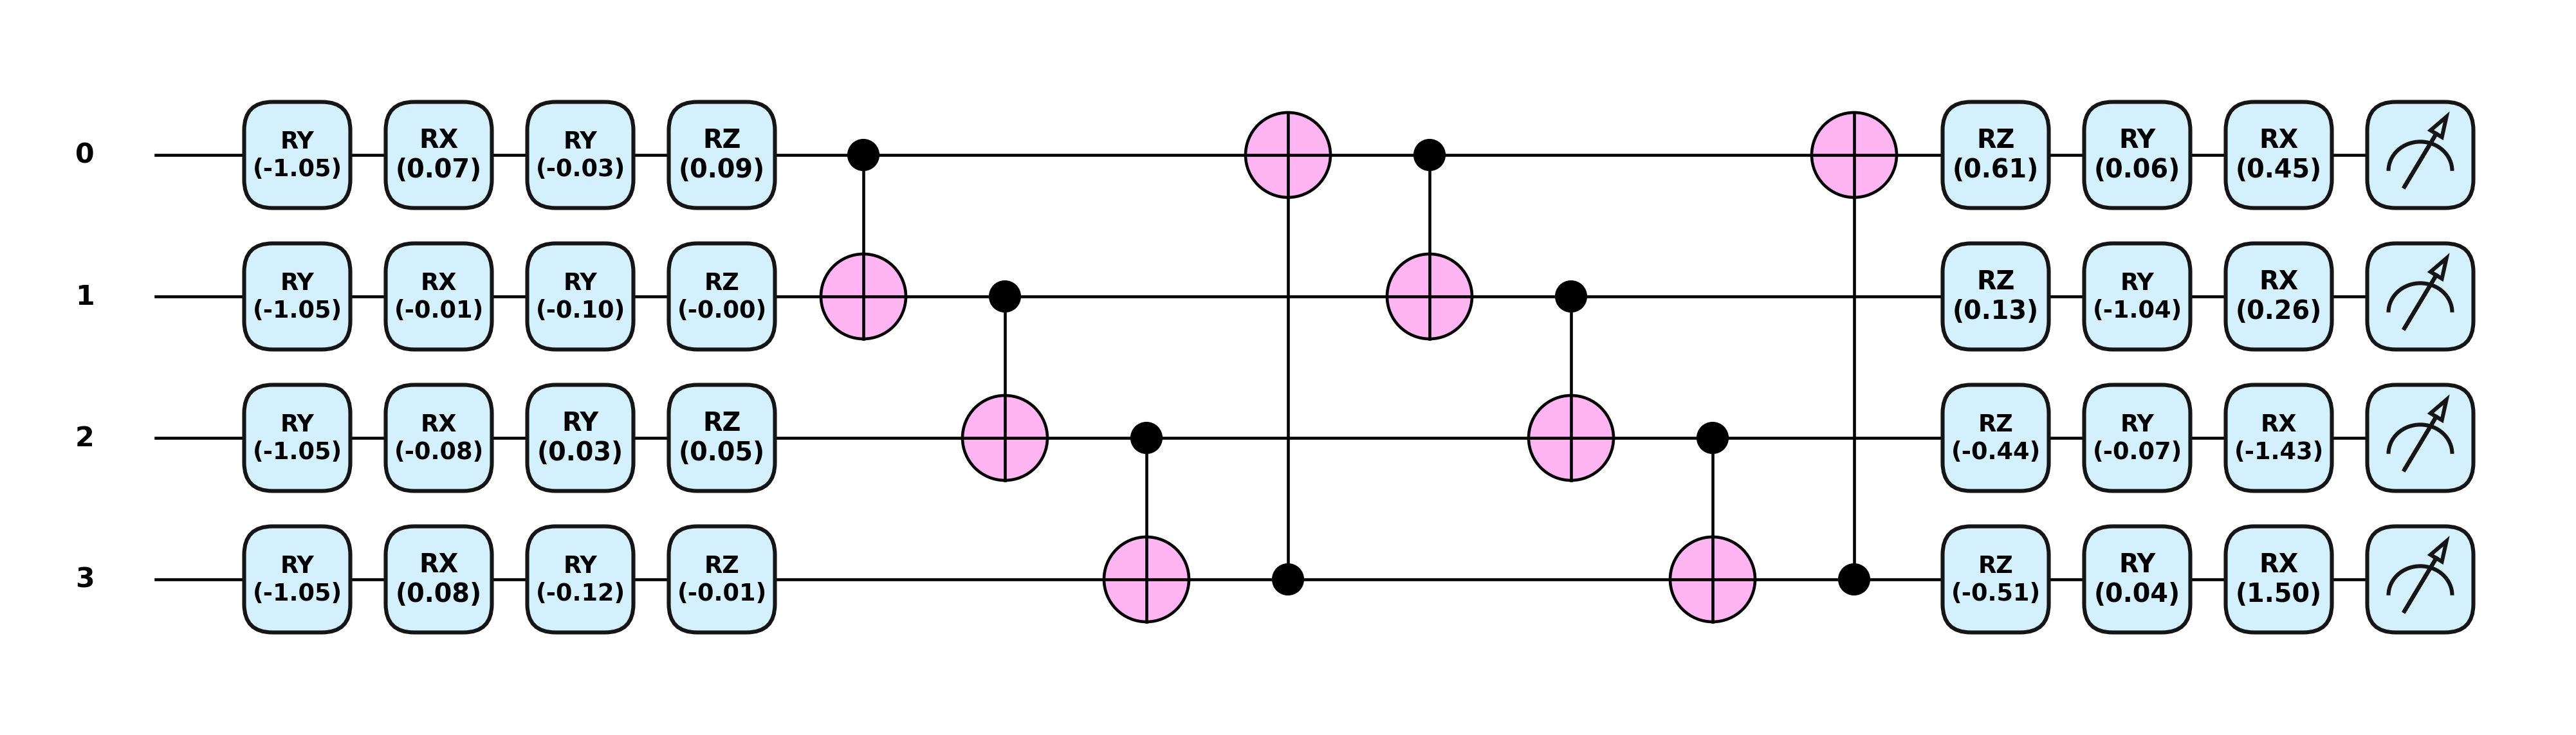 0 RY RX RY RZ RZ RY RX
(-1.05) (0.07) (-0.03) (0.09) (0.61) (0.06) (0.45)
1 RY RX RY RZ RZ RY RX
(-1.05) (-0.01) (-0.10) (-0.00) (0.13) (-1.04) (0.26)
2 RY RX RY RZ RZ RY RX
(-1.05) (-0.08) (0.03) (0.05) (-0.44) (-0.07) (-1.43)
3 RY RX RY RZ RZ RY RX
(-1.05) (0.08) (-0.12) (-0.01) (-0.51) (0.04) (1.50)